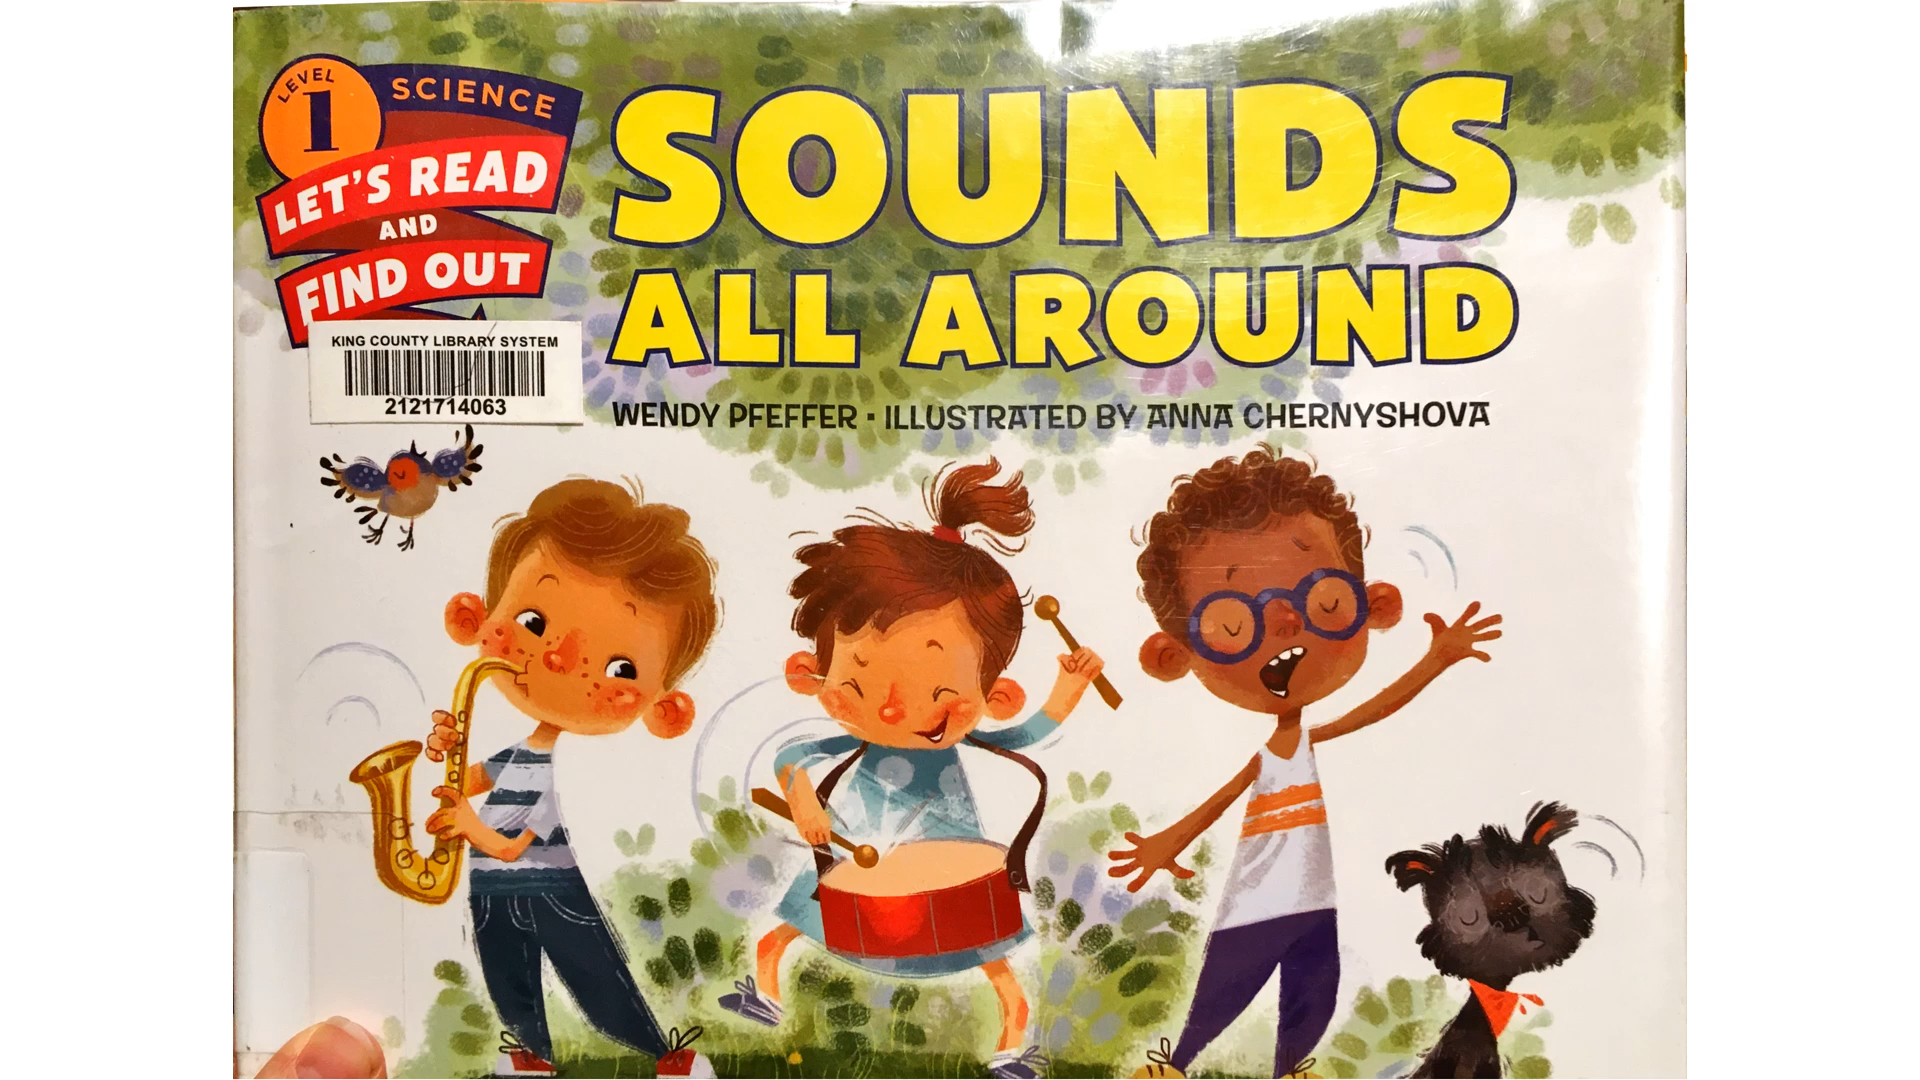 LEVEL
1
SCIENCE
LET'S READ
AND
FIND OUT
SOUNDS
ALL AROUND
WENDY PFEFFER · ILLUSTRATED BY ANNA CHERNYSHOVA
KING COUNTY LIBRARY SYSTEM
2121714063